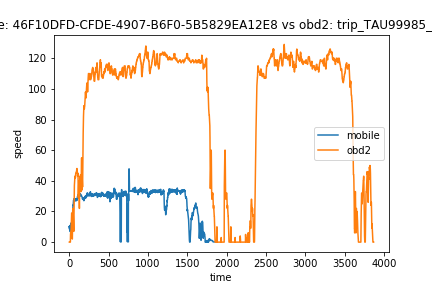 e: 46F10DFD-CFDE-4907-B6F0-5B5829EA12E8 vs obd2: trip_TAU99985_
120
100
80
60
40
20
0
speed
mobile
obd2
0 500 1000 1500 2000 2500 3000 3500 4000
time